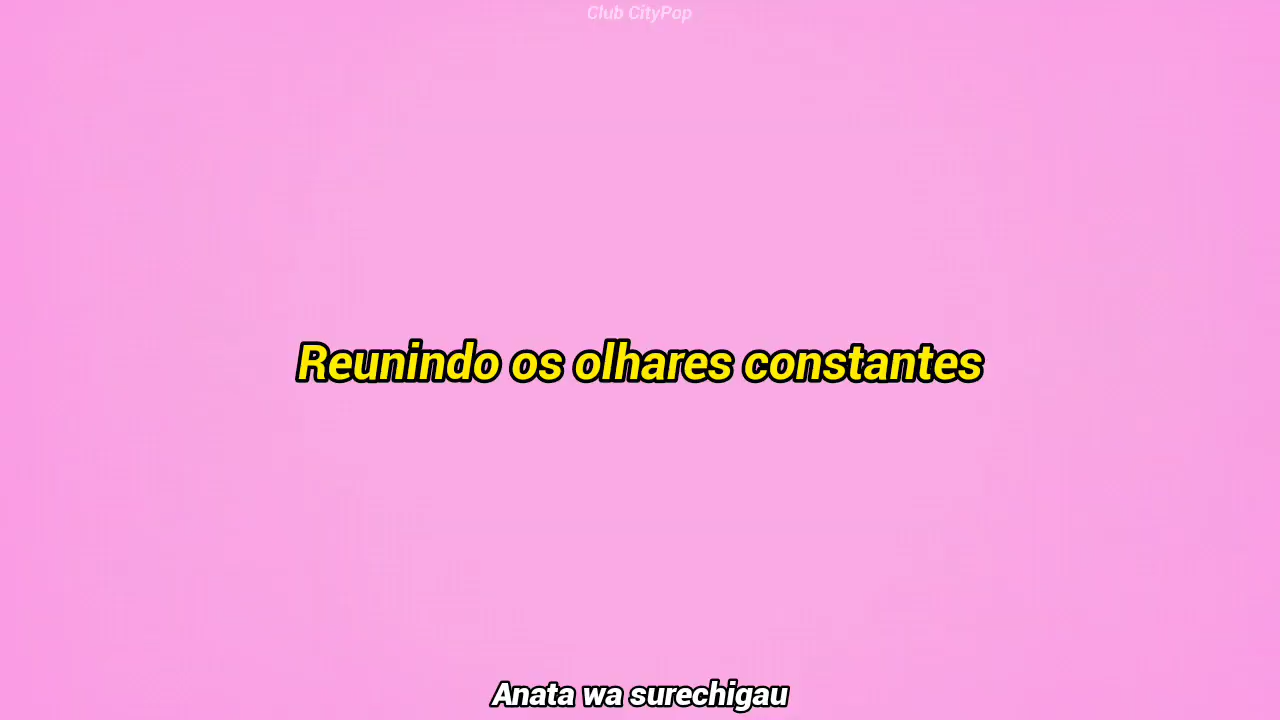 Club CityPop
Reunindo os olhares constantes
Anata wa surechigau